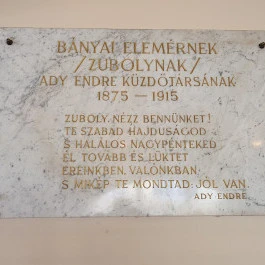 BÁNYAI ELEMÉRNEK
/ZUBOLYNAK/
ADY ENDRE KÜZDŐTÁRSÁNAK
1875 – 1915
ZUBOLY, NÉZZ BENNÜNKET!
TE SZABAD HAJDUSÁGOD
S HALÁLOS NAGYPÉNTEKED
ÉL TOVÁBB ÉS LÜKTET
EREINKBEN, VALÓNKBAN
S MIKÉP TE MONDTAD: JÓL VAN.
ADY ENDRE